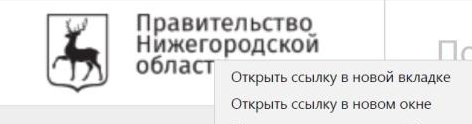 Правительство
Нижегородской
област
Открыть ссылку в новой вкладке
Открыть ссылку в новом окне